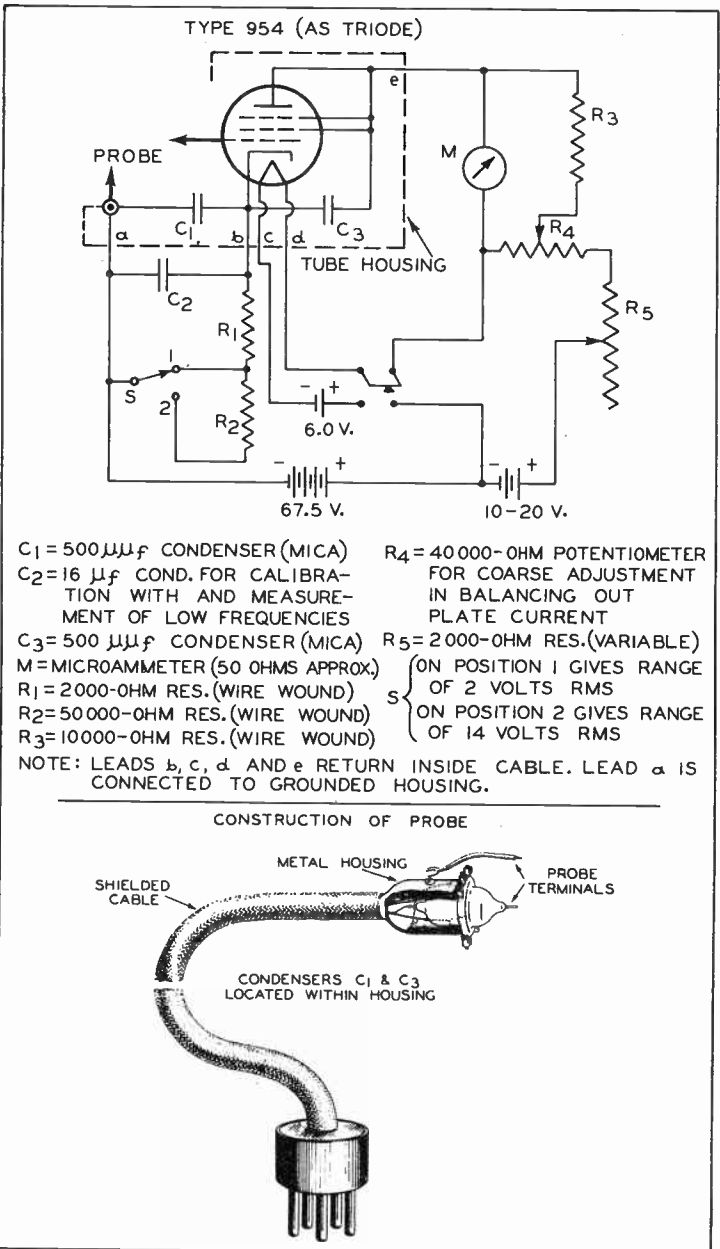 TYPE 954 (AS TRIODE)
e
PROBE
M
R3
C1
a
b
c
d
C3
R4
TUBE HOUSING
C2
R5
R1
S
1
2
R2
- +
6.0 V.
- +
67.5 V.
- +
10-20 V.
C1 = 500 μμf CONDENSER (MICA)
C2 = 16 μf COND. FOR CALIBRA-
TION WITH AND MEASURE-
MENT OF LOW FREQUENCIES
C3 = 500 μμf CONDENSER (MICA)
M = MICROAMMETER (50 OHMS APPROX.)
R1 = 2000-OHM RES. (WIRE WOUND)
R2 = 50000-OHM RES. (WIRE WOUND)
R3 = 10000-OHM RES. (WIRE WOUND)
R4 = 40000-OHM POTENTIOMETER
FOR COARSE ADJUSTMENT
IN BALANCING OUT
PLATE CURRENT
R5 = 2000-OHM RES. (VARIABLE)
S { ON POSITION 1 GIVES RANGE
OF 2 VOLTS RMS
ON POSITION 2 GIVES RANGE
OF 14 VOLTS RMS
NOTE: LEADS b, c, d AND e RETURN INSIDE CABLE. LEAD a IS
CONNECTED TO GROUNDED HOUSING.
CONSTRUCTION OF PROBE
METAL HOUSING
SHIELDED
CABLE
PROBE
TERMINALS
CONDENSERS C1 & C3
LOCATED WITHIN HOUSING